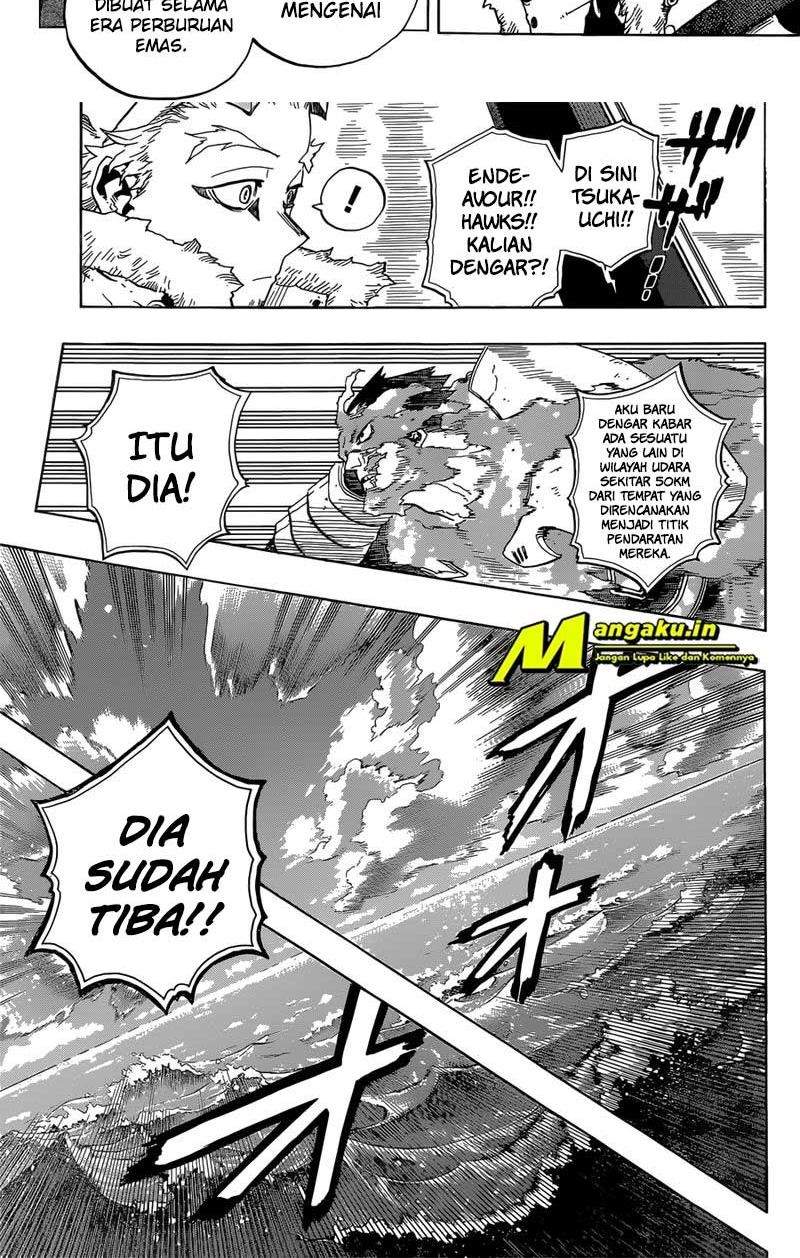 MENGENAI
DIBUAT SELAMA
ERA PERBURUAN
EMAS.
DI SINI
TSUKA-
UCHI!!
ENDE-
AVOUR!!
HAWKS!!
KALIAN
DENGAR?!
!
AKU BARU
DENGAR KABAR
ADA SESUATU
YANG LAIN DI
WILAYAH UDARA
SEKITAR 50KM
DARI TEMPAT YANG
DIRENCANAKAN
MENJADI TITIK
PENDARATAN
MEREKA.
ITU
DIA!
Mangaku.in
Jangan Lupa Like dan Komennya
DIA
SUDAH
TIBA!!